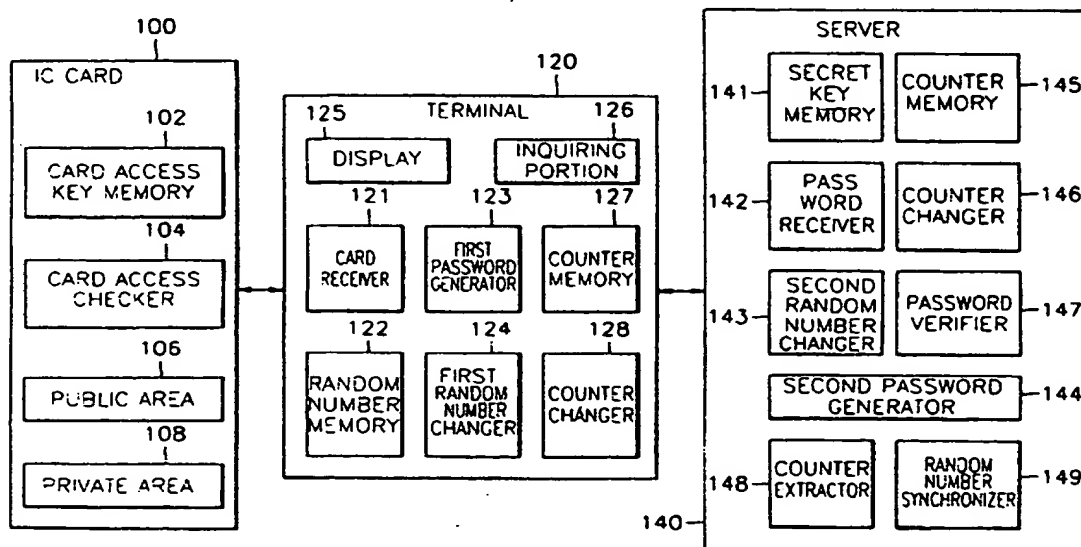 100
IC CARD
102
CARD ACCESS
KEY MEMORY
104
CARD ACCESS
CHECKER
106
PUBLIC AREA
108
PRIVATE AREA
120
TERMINAL
125
DISPLAY
126
INQUIRING
PORTION
121
CARD
RECEIVER
123
FIRST
PASSWORD
GENERATOR
127
COUNTER
MEMORY
122
RANDOM
NUMBER
MEMORY
124
FIRST
RANDOM
NUMBER
CHANGER
128
COUNTER
CHANGER
SERVER
141
SECRET
KEY
MEMORY
COUNTER
MEMORY
145
142
PASS
WORD
RECEIVER
COUNTER
CHANGER
146
143
SECOND
RANDOM
NUMBER
CHANGER
PASSWORD
VERIFIER
147
SECOND PASSWORD
GENERATOR
144
148
COUNTER
EXTRACTOR
RANDOM
NUMBER
SYNCHRONIZER
149
140